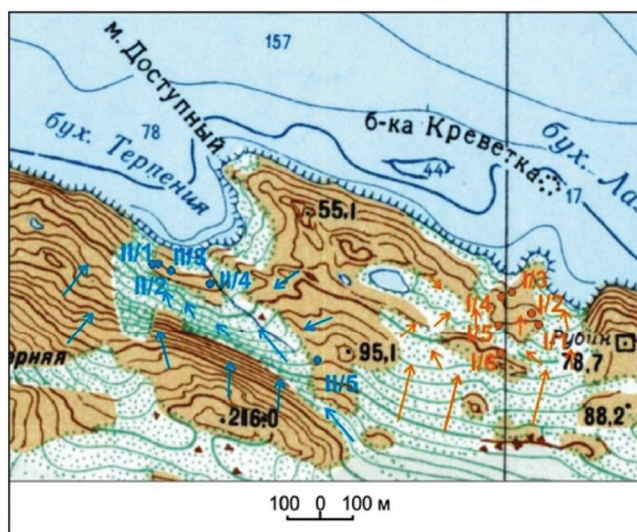 157
м. Доступный
78
бух. Терпения
б-ка Креветка
44
17
бух. Ла
55,1
II/1
II/3
II/2
II/4
I/3
I/4
I/2
I/5
I/1
Рубин
I/6
78,7
95,1
II/5
ерняя
216.0
88,2
100 0 100 м